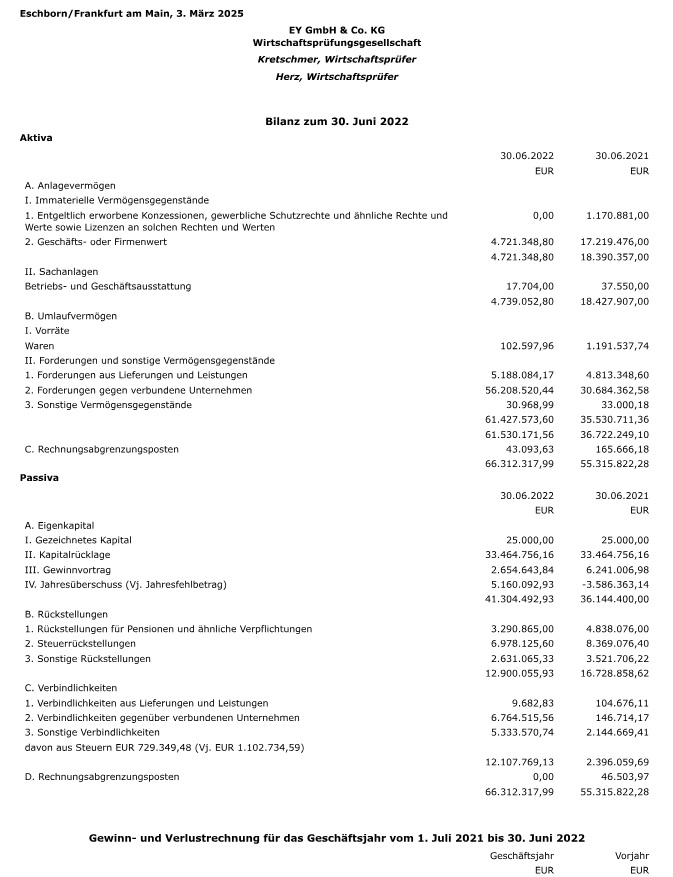 Eschborn/Frankfurt am Main, 3. März 2025
EY GmbH & Co. KG
Wirtschaftsprüfungsgesellschaft
Kretschmer, Wirtschaftsprüfer
Herz, Wirtschaftsprüfer
Bilanz zum 30. Juni 2022
Aktiva
30.06.2022 30.06.2021
EUR EUR
A. Anlagevermögen
I. Immaterielle Vermögensgegenstände
1. Entgeltlich erworbene Konzessionen, gewerbliche Schutzrechte und ähnliche Rechte und 0,00 1.170.881,00
Werte sowie Lizenzen an solchen Rechten und Werten
2. Geschäfts- oder Firmenwert 4.721.348,80 17.219.476,00
4.721.348,80 18.390.357,00
II. Sachanlagen
Betriebs- und Geschäftsausstattung 17.704,00 37.550,00
4.739.052,80 18.427.907,00
B. Umlaufvermögen
I. Vorräte
Waren 102.597,96 1.191.537,74
II. Forderungen und sonstige Vermögensgegenstände
1. Forderungen aus Lieferungen und Leistungen 5.188.084,17 4.813.348,60
2. Forderungen gegen verbundene Unternehmen 56.208.520,44 30.684.362,58
3. Sonstige Vermögensgegenstände 30.968,99 33.000,18
61.427.573,60 35.530.711,36
61.530.171,56 36.722.249,10
C. Rechnungsabgrenzungsposten 43.093,63 165.666,18
66.312.317,99 55.315.822,28
Passiva
30.06.2022 30.06.2021
EUR EUR
A. Eigenkapital
I. Gezeichnetes Kapital 25.000,00 25.000,00
II. Kapitalrücklage 33.464.756,16 33.464.756,16
III. Gewinnvortrag 2.654.643,84 6.241.006,98
IV. Jahresüberschuss (Vj. Jahresfehlbetrag) 5.160.092,93 -3.586.363,14
41.304.492,93 36.144.400,00
B. Rückstellungen
1. Rückstellungen für Pensionen und ähnliche Verpflichtungen 3.290.865,00 4.838.076,00
2. Steuerrückstellungen 6.978.125,60 8.369.076,40
3. Sonstige Rückstellungen 2.631.065,33 3.521.706,22
12.900.055,93 16.728.858,62
C. Verbindlichkeiten
1. Verbindlichkeiten aus Lieferungen und Leistungen 9.682,83 104.676,11
2. Verbindlichkeiten gegenüber verbundenen Unternehmen 6.764.515,56 146.714,17
3. Sonstige Verbindlichkeiten 5.333.570,74 2.144.669,41
davon aus Steuern EUR 729.349,48 (Vj. EUR 1.102.734,59)
12.107.769,13 2.396.059,69
D. Rechnungsabgrenzungsposten 0,00 46.503,97
66.312.317,99 55.315.822,28
Gewinn- und Verlustrechnung für das Geschäftsjahr vom 1. Juli 2021 bis 30. Juni 2022
Geschäftsjahr Vorjahr
EUR EUR